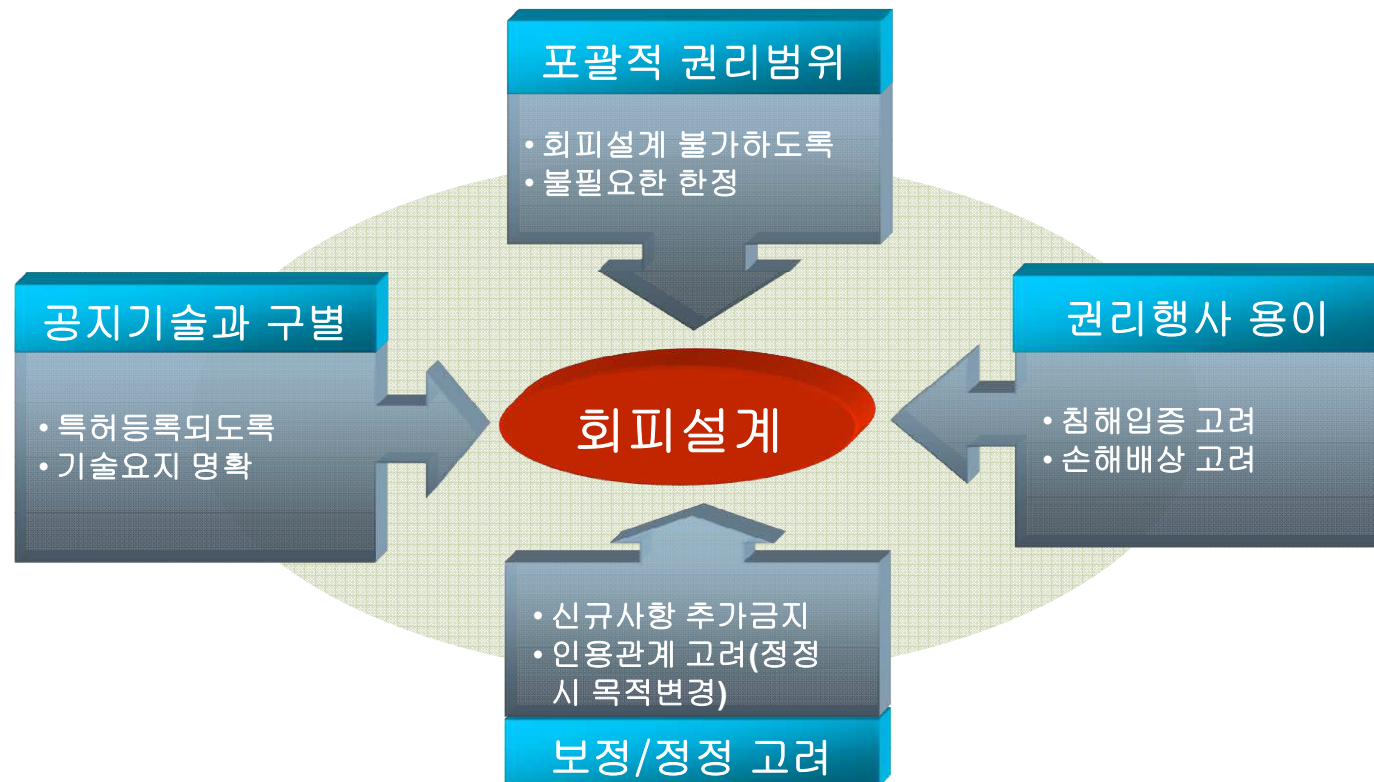 포괄적 권리범위
• 회피설계 불가하도록
• 불필요한 한정
공지기술과 구별
• 특허등록되도록
• 기술요지 명확
회피설계
권리행사 용이
• 침해입증 고려
• 손해배상 고려
• 신규사항 추가금지
• 인용관계 고려(정정
시 목적변경)
보정/정정 고려